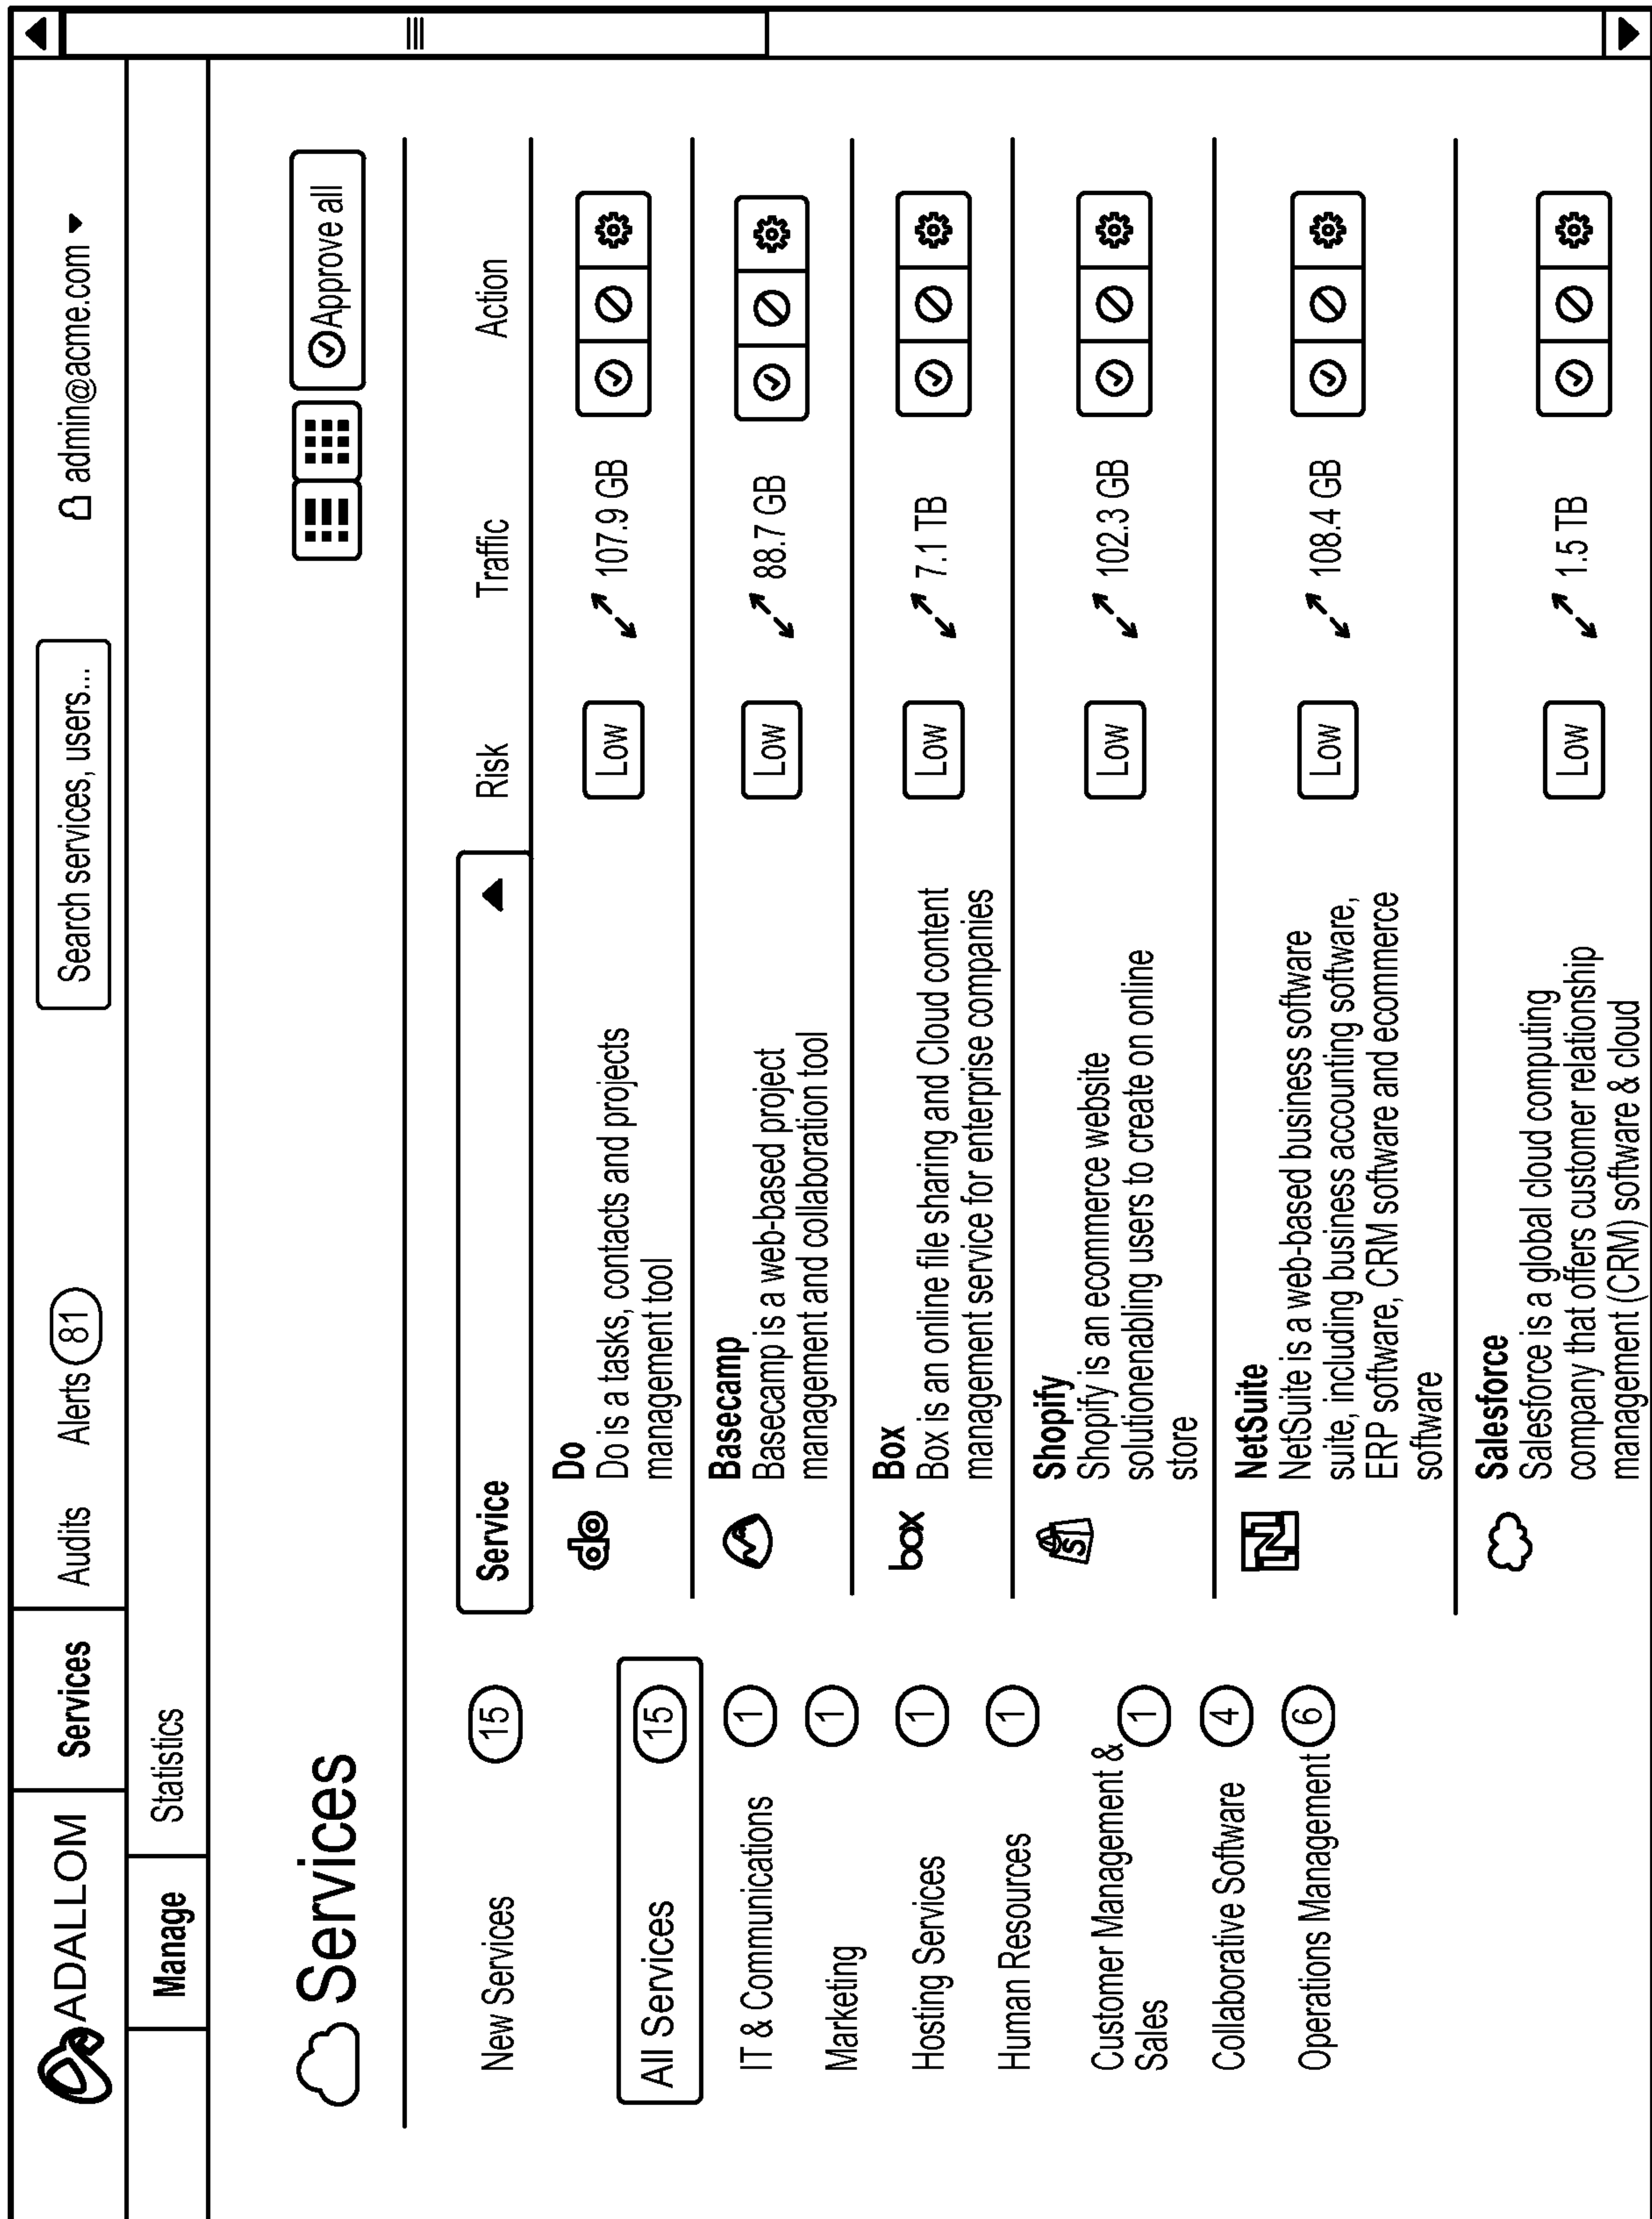 ADALLOM
Services
Audits
Alerts 81
Search services, users...
admin@acme.com
Manage
Statistics
Services
Approve all
New Services 15
All Services 15
IT & Communications 1
Marketing 1
Hosting Services 1
Human Resources 1
Customer Management &
Sales 1
Collaborative Software 4
Operations Management 6
Service Risk Traffic Action
do
Do
Do is a tasks, contacts and projects
management tool
Low 107.9 GB
Basecamp
Basecamp is a web-based project
management and collaboration tool
Low 88.7 GB
box
Box
Box is an online file sharing and Cloud content
management service for enterprise companies
Low 7.1 TB
S
Shopify
Shopify is an ecommerce website
solutionenabling users to create on online
store
Low 102.3 GB
N
NetSuite
NetSuite is a web-based business software
suite, including business accounting software,
ERP software, CRM software and ecommerce
software
Low 108.4 GB
Salesforce
Salesforce is a global cloud computing
company that offers customer relationship
management (CRM) software & cloud
Low 1.5 TB